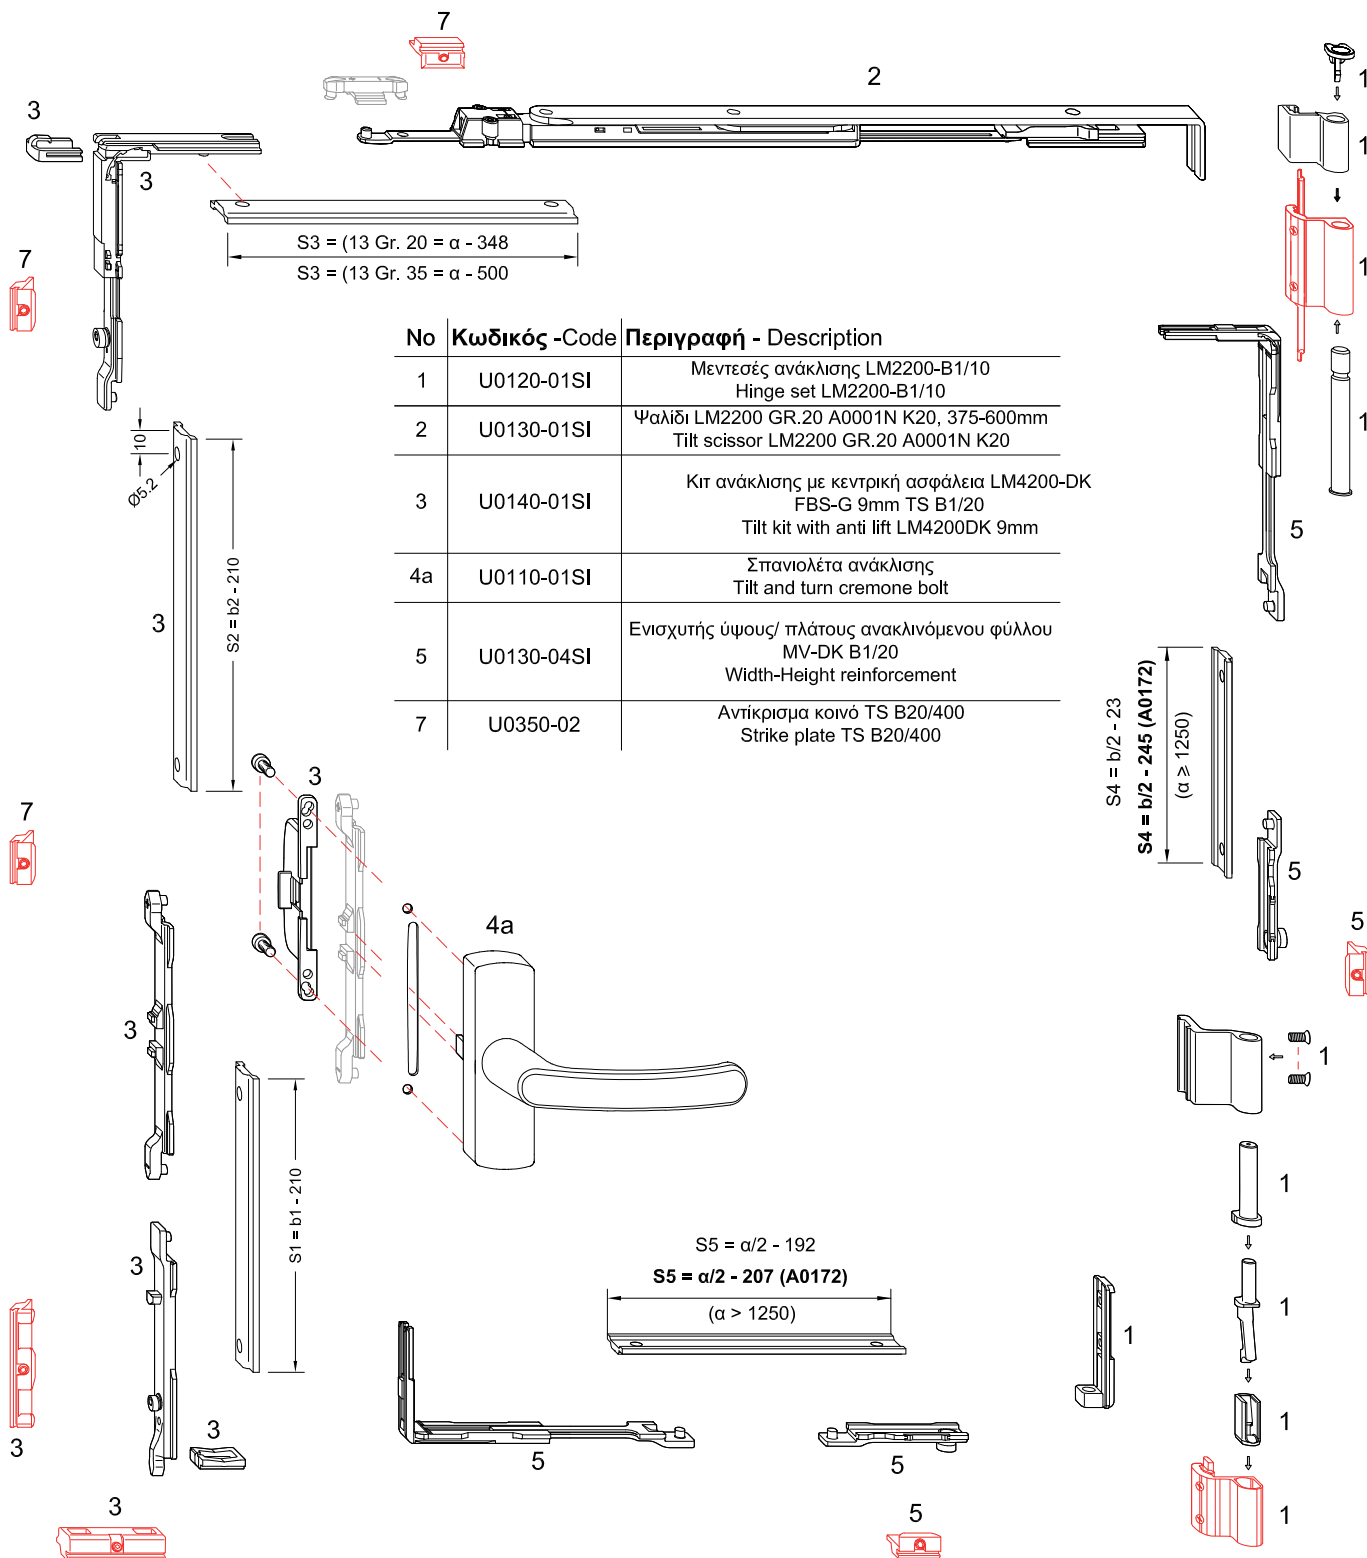 7
2
1
3
1
3
S3 = (13 Gr. 20 = α - 348
S3 = (13 Gr. 35 = α - 500
7
1
No Κωδικός -Code Περιγραφή - Description
1 U0120-01SI Μεντεσές ανάκλισης LM2200-B1/10
Hinge set LM2200-B1/10
2 U0130-01SI Ψαλίδι LM2200 GR.20 A0001N K20, 375-600mm
Tilt scissor LM2200 GR.20 A0001N K20
3 U0140-01SI Κιτ ανάκλισης με κεντρική ασφάλεια LM4200-DK
FBS-G 9mm TS B1/20
Tilt kit with anti lift LM4200DK 9mm
4a U0110-01SI Σπανιολέτα ανάκλισης
Tilt and turn cremone bolt
5 U0130-04SI Ενισχυτής ύψους/ πλάτους ανακλινόμενου φύλλου
MV-DK B1/20
Width-Height reinforcement
7 U0350-02 Αντίκρισμα κοινό TS B20/400
Strike plate TS B20/400
1
10
Ø5.2
S2 = b2 - 210
3
5
S4 = b/2 - 23
S4 = b/2 - 245 (A0172)
(α ⩾ 1250)
3
7
5
4a
5
3
1
S1 = b1 - 210
1
S5 = α/2 - 192
S5 = α/2 - 207 (A0172)
(α > 1250)
3
1
1
1
3
3
5
5
3
5
1